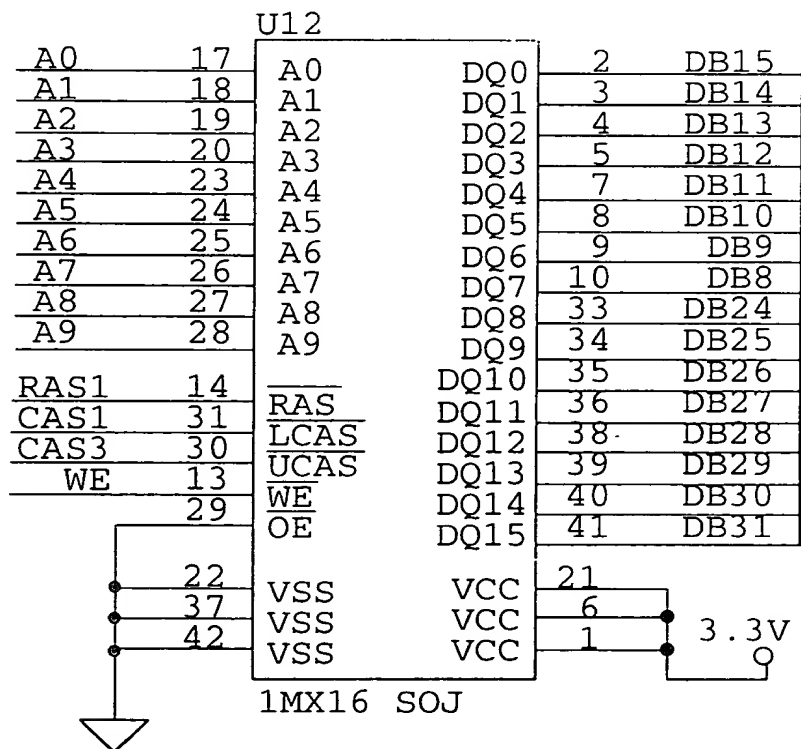 U12
A0 17 A0 DQ0 2 DB15
A1 18 A1 DQ1 3 DB14
A2 19 A2 DQ2 4 DB13
A3 20 A3 DQ3 5 DB12
A4 23 A4 DQ4 7 DB11
A5 24 A5 DQ5 8 DB10
A6 25 A6 DQ6 9 DB9
A7 26 A7 DQ7 10 DB8
A8 27 A8 DQ8 33 DB24
A9 28 A9 DQ9 34 DB25
DQ10 35 DB26
RAS1 14 RAS DQ11 36 DB27
CAS1 31 LCAS DQ12 38 DB28
CAS3 30 UCAS DQ13 39 DB29
WE 13 WE DQ14 40 DB30
29 OE DQ15 41 DB31
22 VSS VCC 21
37 VSS VCC 6
42 VSS VCC 1
3.3V
1MX16 SOJ